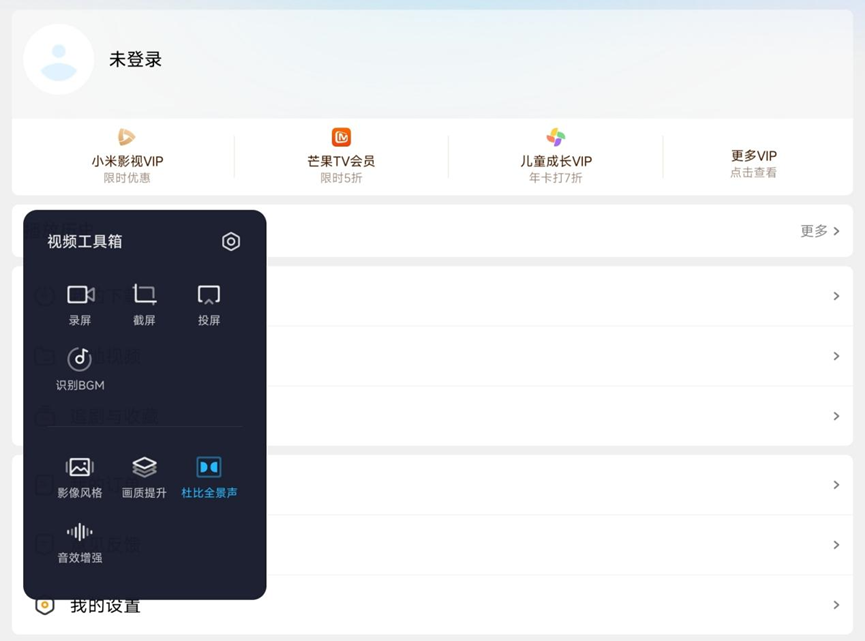 未登录
小米影视VIP
限时优惠
芒果TV会员
限时5折
儿童成长VIP
年卡打7折
更多VIP
点击查看
更多
视频工具箱
录屏
截屏
投屏
识别BGM
影像风格
画质提升
杜比全景声
音效增强
我的设置